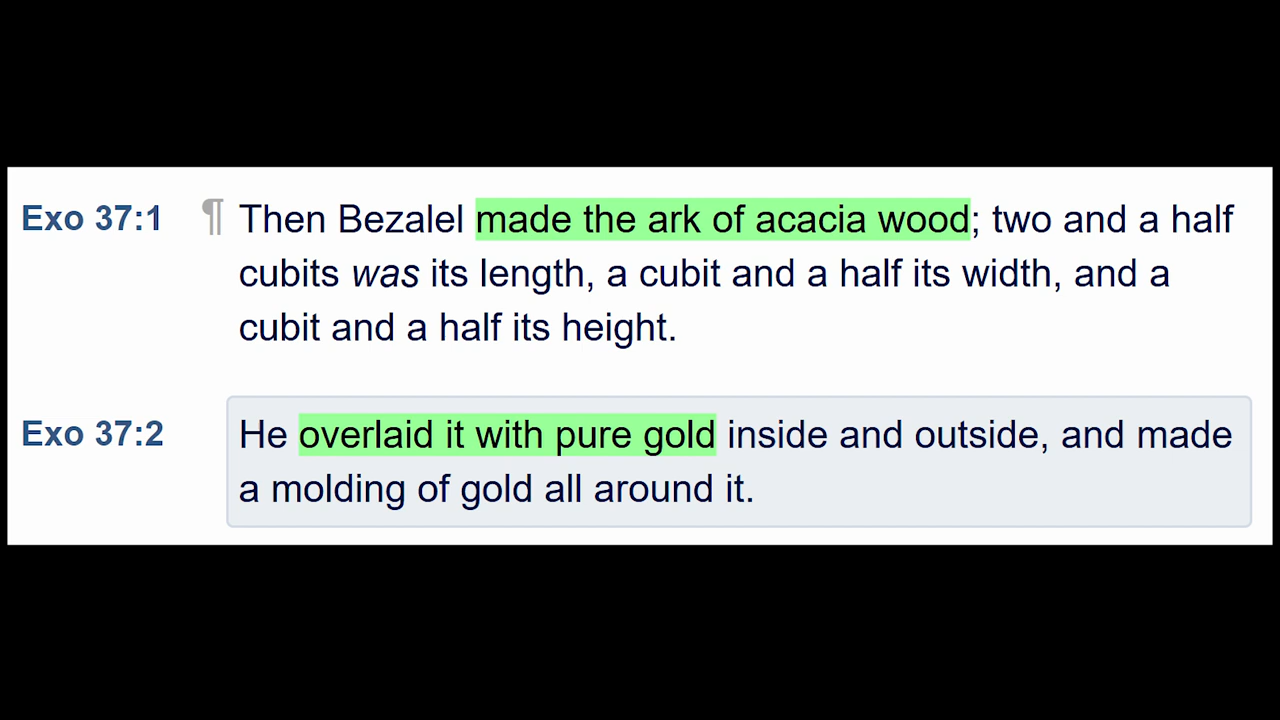 Exo 37:1 ¶ Then Bezalel made the ark of acacia wood; two and a half
cubits was its length, a cubit and a half its width, and a
cubit and a half its height.
Exo 37:2 He overlaid it with pure gold inside and outside, and made
a molding of gold all around it.